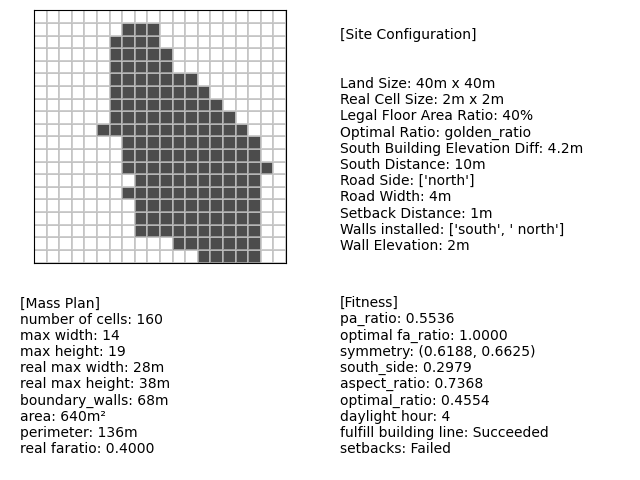 [Site Configuration]
Land Size: 40m x 40m
Real Cell Size: 2m x 2m
Legal Floor Area Ratio: 40%
Optimal Ratio: golden_ratio
South Building Elevation Diff: 4.2m
South Distance: 10m
Road Side: ['north']
Road Width: 4m
Setback Distance: 1m
Walls installed: ['south', ' north']
Wall Elevation: 2m
[Mass Plan]
number of cells: 160
max width: 14
max height: 19
real max width: 28m
real max height: 38m
boundary_walls: 68m
area: 640m²
perimeter: 136m
real faratio: 0.4000
[Fitness]
pa_ratio: 0.5536
optimal fa_ratio: 1.0000
symmetry: (0.6188, 0.6625)
south_side: 0.2979
aspect_ratio: 0.7368
optimal_ratio: 0.4554
daylight hour: 4
fulfill building line: Succeeded
setbacks: Failed